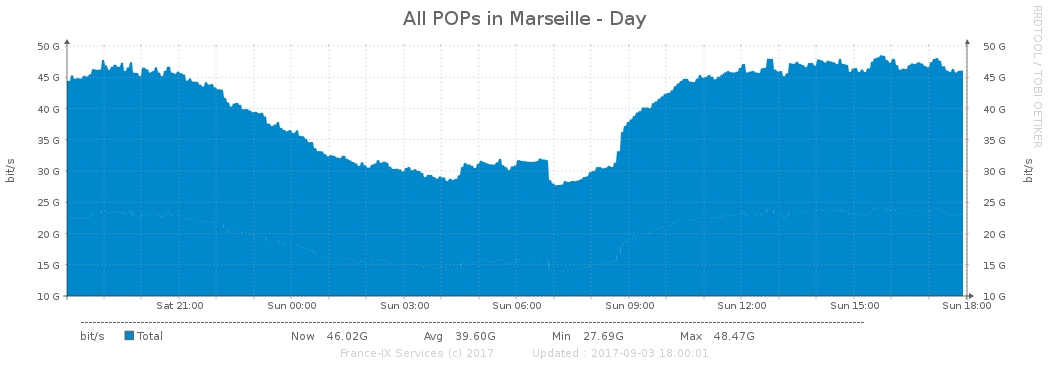 All POPs in Marseille - Day
RRDTOOL / TOBI OETIKER
50 G 50 G
45 G 45 G
40 G 40 G
35 G 35 G
30 G 30 G
25 G 25 G
20 G 20 G
15 G 15 G
10 G 10 G
bit/s
bit/s
Sat 21:00 Sun 00:00 Sun 03:00 Sun 06:00 Sun 09:00 Sun 12:00 Sun 15:00 Sun 18:00
bit/s Total Now 46.02G Avg 39.60G Min 27.69G Max 48.47G
France-IX Services (c) 2017 Updated : 2017-09-03 18:00:01